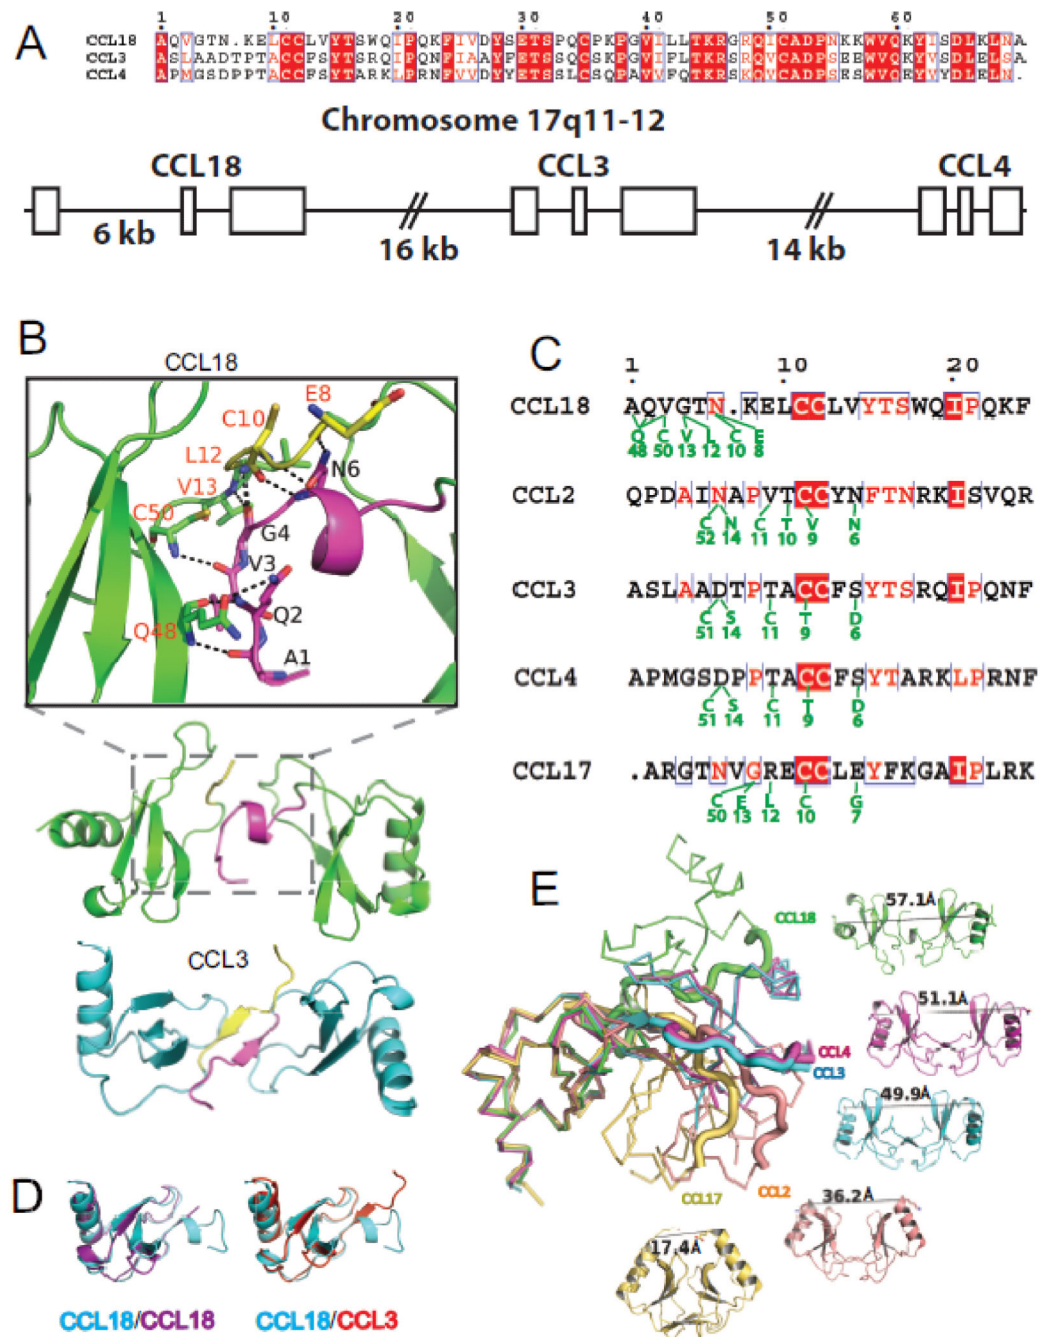 A
1 10 20 30 40 50 60
CCL18 AQVGTN.KELCCLVYTSWQIPQKFIVDYSETSPQCPKPGVILLTKRGRQICADPNKKWVQKYISDLKLNA
CCL3 ASLAADTPTACCFSYTSRQIPQNFIAAYFETSSQCSKPGVIFLTKRSRQVCADPSEEWVQKYVSDLELSA
CCL4 APMGSDPPTACCFSYTARKLPRNFVVDYYETSSLCSQPAVVFQTKRSKQVCADPSESWVQEYVYDLELN.
Chromosome 17q11-12
CCL18 CCL3 CCL4
6 kb 16 kb 14 kb
B
CCL18
E8
C10
L12
N6
V13
C50
G4
V3
Q2
Q48
A1
CCL3
C
1 10 20
CCL18 AQVGTN.KELCCLVYTSWQIPQKF
Q C V L C E
48 50 13 12 10 8
CCL2 QPDAINAPVTCCYNFTNRKISVQR
C N C T V N
52 14 11 10 9 6
CCL3 ASLAADTPTACCFSYTSRQIPQNF
C S C T D
51 14 11 9 6
CCL4 APMGSDPPTACCFSYTARKLPRNF
C S C T D
51 14 11 9 6
CCL17 .ARGTNVGRECCLEYFKGAIPLRK
C E L C G
50 13 12 10 7
D
CCL18/CCL18 CCL18/CCL3
E
CCL18
CCL4
CCL3
CCL17
CCL2
57.1Å
51.1Å
49.9Å
36.2Å
17.4Å